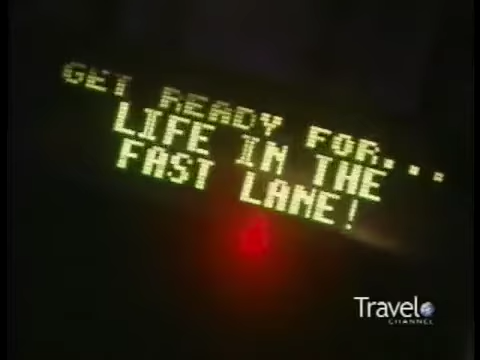 GET READY FOR...
LIFE IN THE
FAST LANE!
Travel
CHANNEL